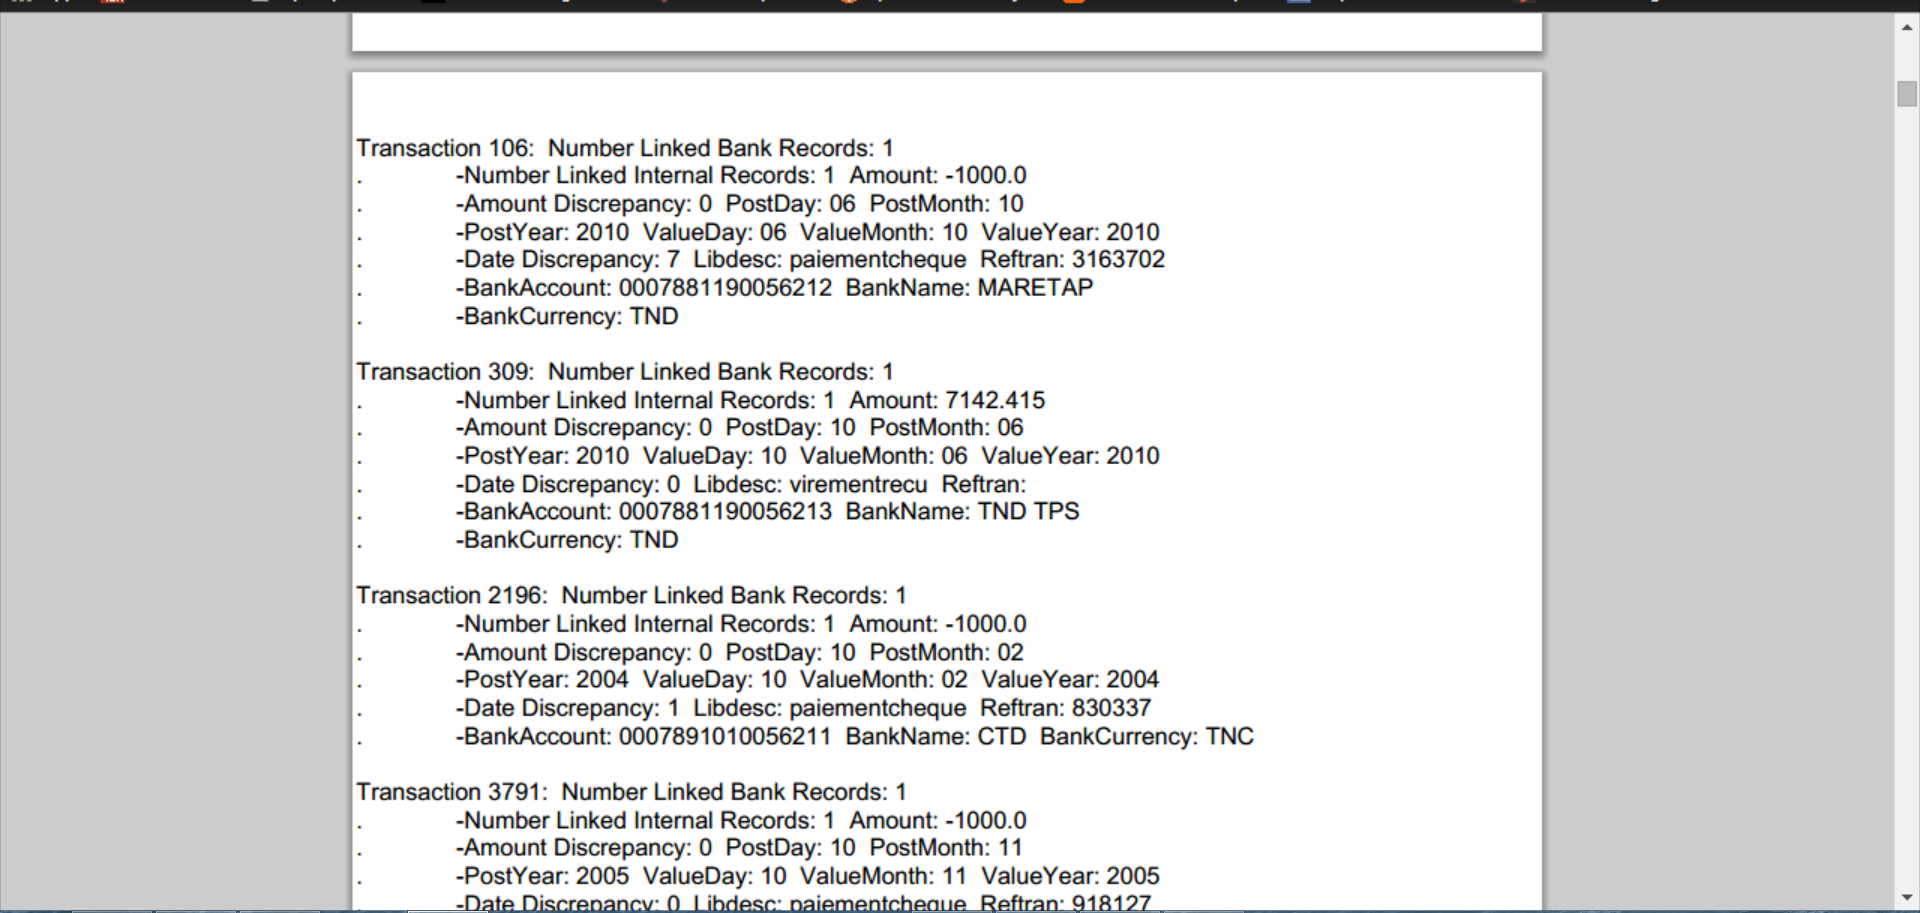 Transaction 106:  Number Linked Bank Records: 1
.	-Number Linked Internal Records: 1  Amount: -1000.0
.	-Amount Discrepancy: 0  PostDay: 06  PostMonth: 10
.	-PostYear: 2010  ValueDay: 06  ValueMonth: 10  ValueYear: 2010
.	-Date Discrepancy: 7  Libdesc: paiementcheque  Reftran: 3163702
.	-BankAccount: 0007881190056212  BankName: MARETAP
.	-BankCurrency: TND
Transaction 309:  Number Linked Bank Records: 1
.	-Number Linked Internal Records: 1  Amount: 7142.415
.	-Amount Discrepancy: 0  PostDay: 10  PostMonth: 06
.	-PostYear: 2010  ValueDay: 10  ValueMonth: 06  ValueYear: 2010
.	-Date Discrepancy: 0  Libdesc: virementrecu  Reftran:
.	-BankAccount: 0007881190056213  BankName: TND TPS
.	-BankCurrency: TND
Transaction 2196:  Number Linked Bank Records: 1
.	-Number Linked Internal Records: 1  Amount: -1000.0
.	-Amount Discrepancy: 0  PostDay: 10  PostMonth: 02
.	-PostYear: 2004  ValueDay: 10  ValueMonth: 02  ValueYear: 2004
.	-Date Discrepancy: 1  Libdesc: paiementcheque  Reftran: 830337
.	-BankAccount: 0007891010056211  BankName: CTD  BankCurrency: TNC
Transaction 3791:  Number Linked Bank Records: 1
.	-Number Linked Internal Records: 1  Amount: -1000.0
.	-Amount Discrepancy: 0  PostDay: 10  PostMonth: 11
.	-PostYear: 2005  ValueDay: 10  ValueMonth: 11  ValueYear: 2005
.	-Date Discrepancy: 0  Libdesc: paiementcheque  Reftran: 918127